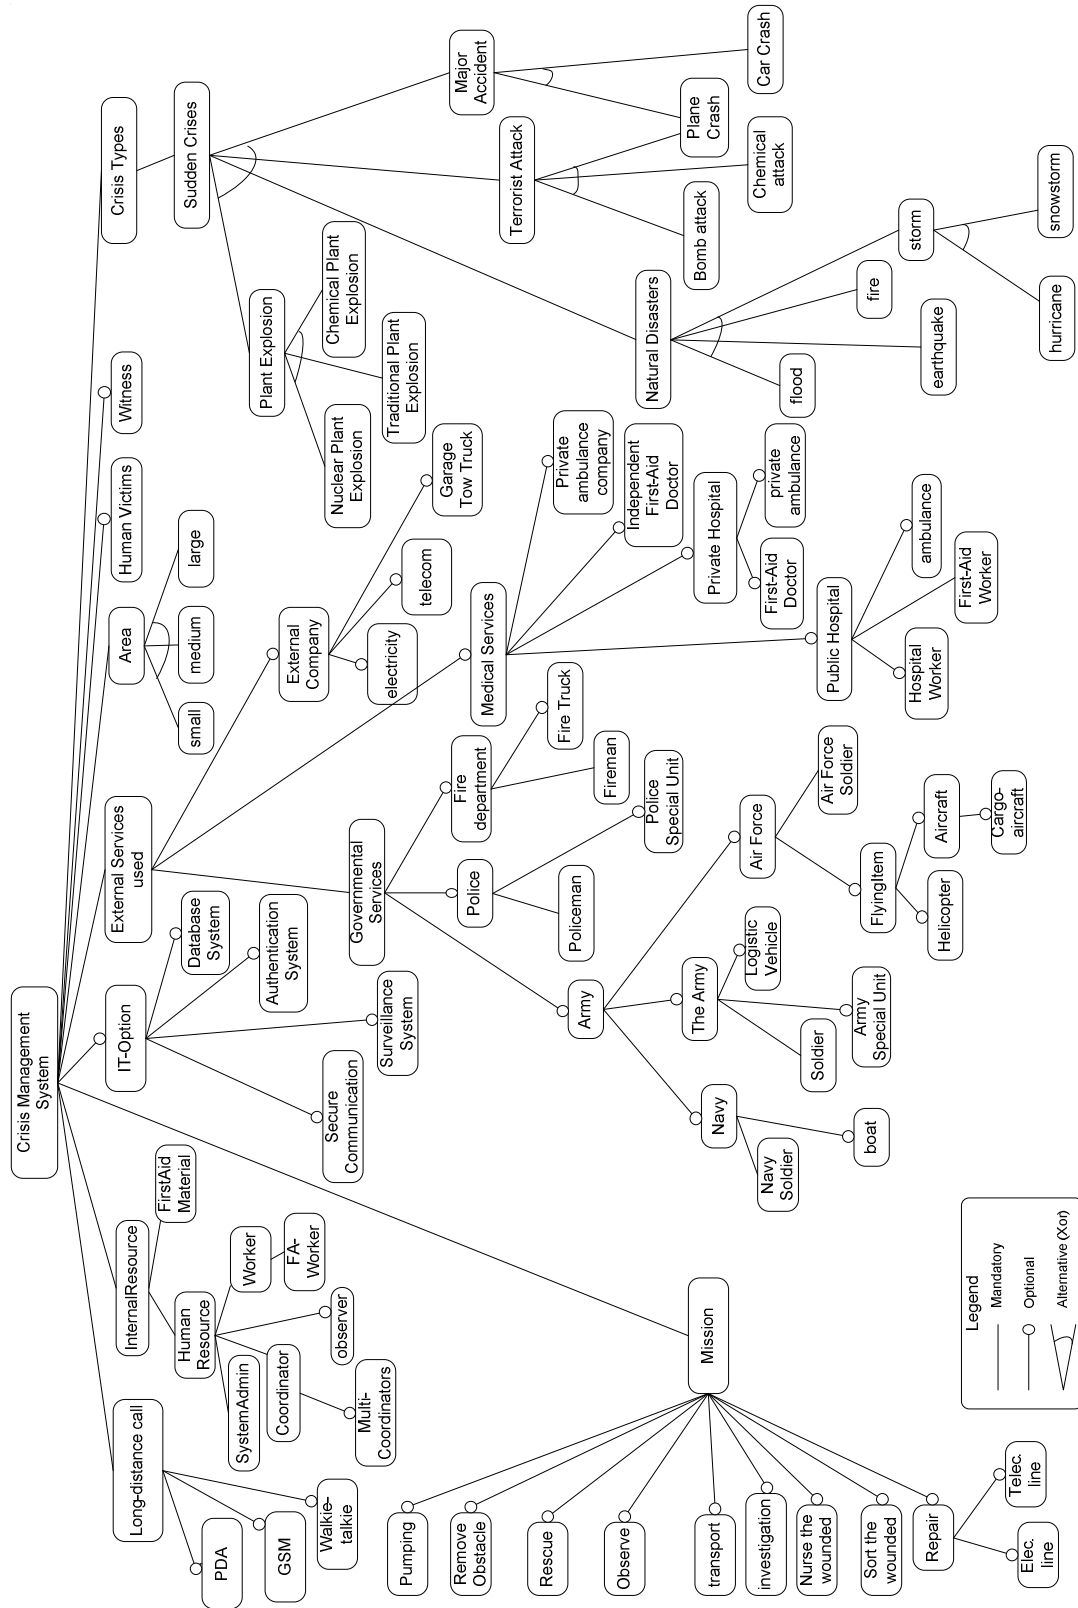 Crisis Management
System
Long-distance call
PDA
GSM
Walkie-
talkie
InternalResource
FirstAid
Material
Human
Resource
SystemAdmin
Coordinator
Multi-
Coordinators
observer
Worker
FA-
Worker
Mission
Pumping
Remove
Obstacle
Rescue
Observe
transport
investigation
Nurse the
wounded
Sort the
wounded
Repair
Elec.
line
Telec.
line
IT-Option
Secure
Communication
Surveillance
System
Authentication
System
Database
System
External Services
used
Governmental
Services
Army
Navy
Navy
Soldier
boat
The Army
Soldier
Army
Special Unit
Logistic
Vehicle
Air Force
FlyingItem
Helicopter
Aircraft
Cargo-
aircraft
Air Force
Soldier
Police
Policeman
Police
Special Unit
Fire
department
Fireman
Fire Truck
Medical Services
Public Hospital
Hospital
Worker
First-Aid
Worker
ambulance
Private Hospital
First-Aid
Doctor
private
ambulance
Independent
First-Aid
Doctor
Private
ambulance
company
External
Company
electricity
telecom
Garage
Tow Truck
Area
small
medium
large
Human Victims
Witness
Crisis Types
Sudden Crises
Plant Explosion
Nuclear Plant
Explosion
Traditional Plant
Explosion
Chemical Plant
Explosion
Natural Disasters
flood
earthquake
fire
storm
hurricane
snowstorm
Terrorist Attack
Bomb attack
Chemical
attack
Plane
Crash
Major
Accident
Car Crash
Legend
Mandatory
Optional
Alternative (Xor)